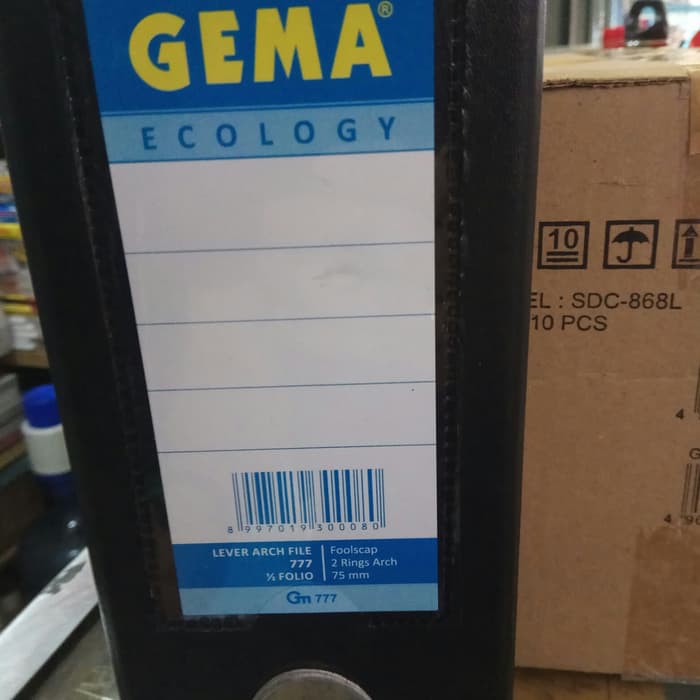 GEMA®
ECOLOGY
8 997019 300080
LEVER ARCH FILE
777
½ FOLIO
Foolscap
2 Rings Arch
75 mm
Gm 777
10
EL : SDC-868L
10 PCS
4
G